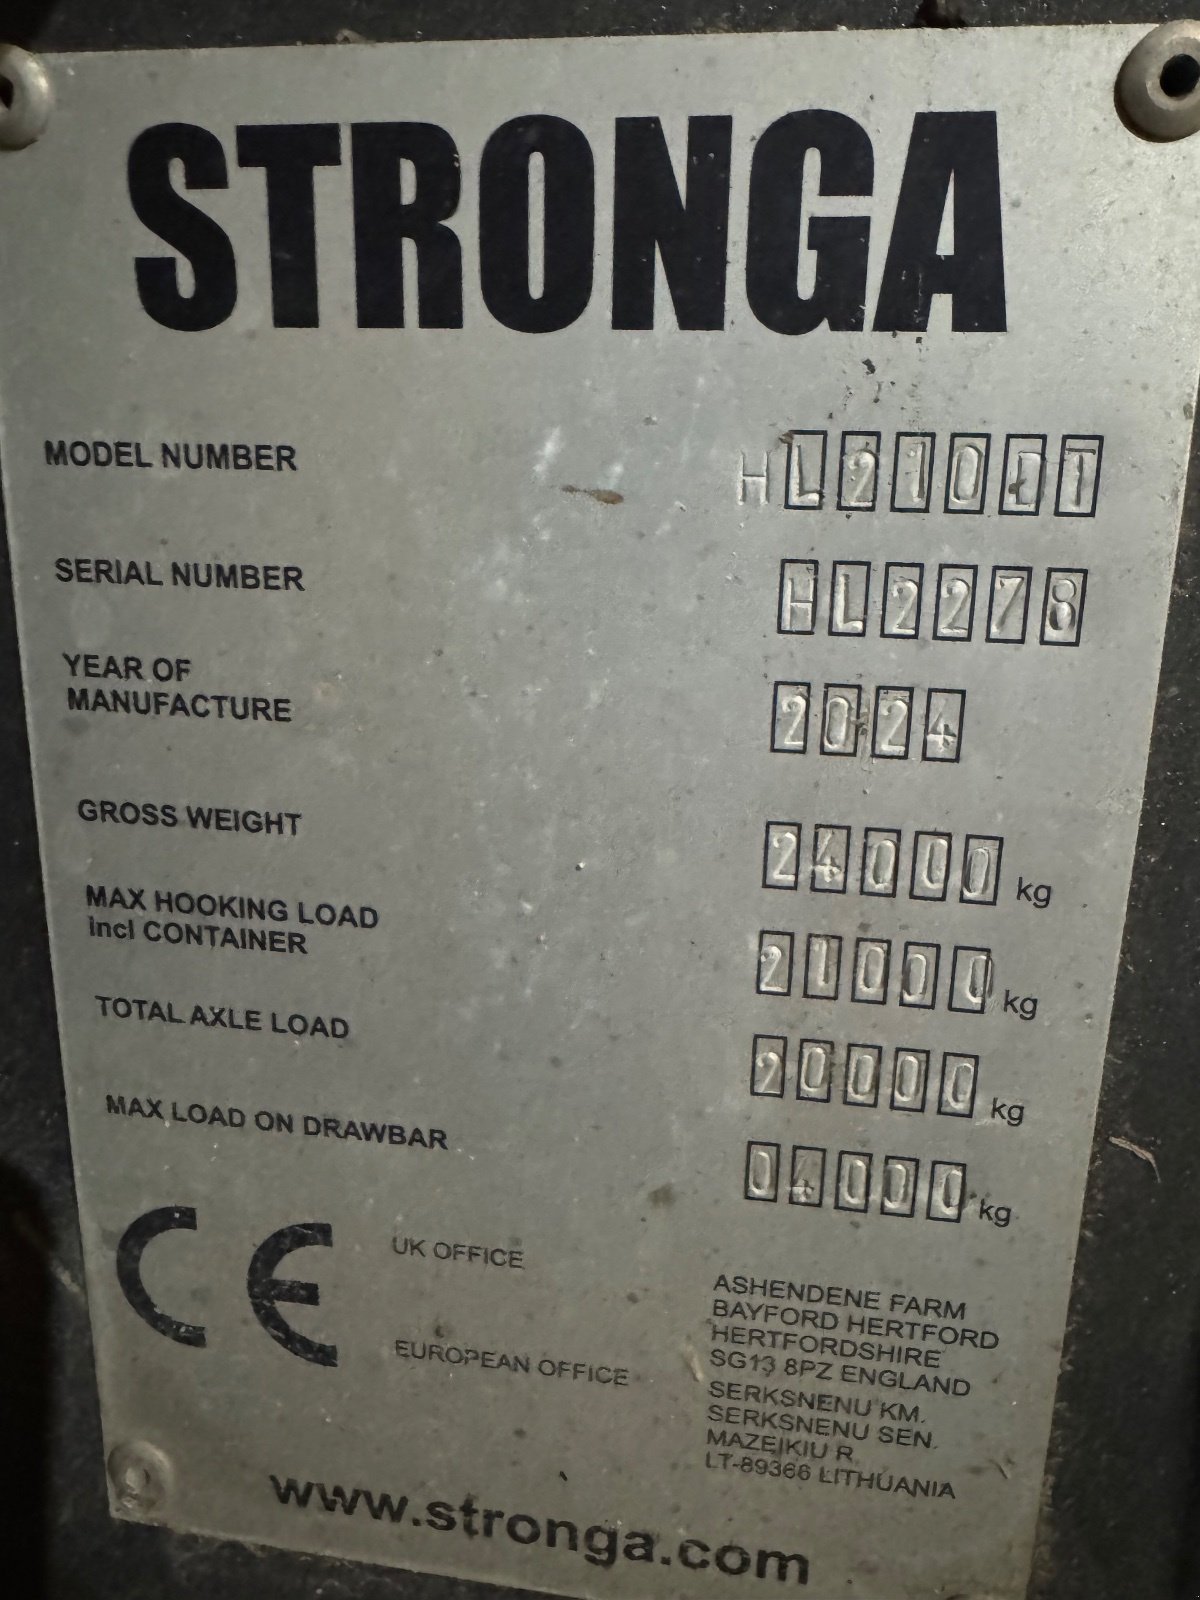 STRONGA
MODEL NUMBER HL210DT
SERIAL NUMBER HL2278
YEAR OF
MANUFACTURE 2024
GROSS WEIGHT 24000 kg
MAX HOOKING LOAD
incl CONTAINER 21000 kg
TOTAL AXLE LOAD 20000 kg
MAX LOAD ON DRAWBAR 04000 kg
CE
UK OFFICE
ASHENDENE FARM
BAYFORD HERTFORD
HERTFORDSHIRE
SG13 8PZ ENGLAND
EUROPEAN OFFICE
SERKSNENU KM.
SERKSNENU SEN.
MAZEIKIU R.
LT-89366 LITHUANIA
www.stronga.com